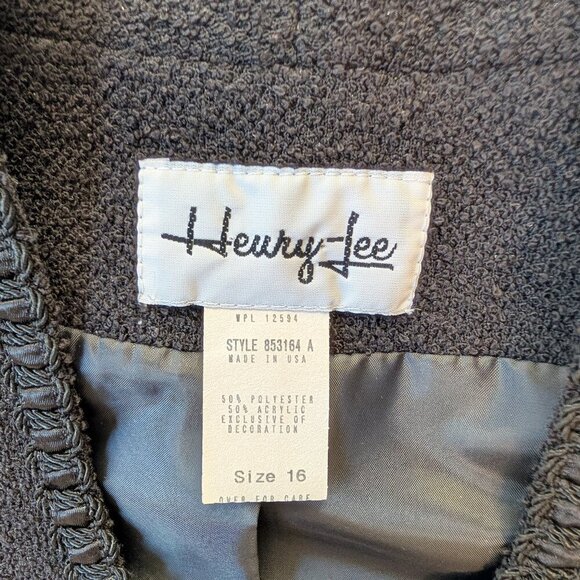 Henry-Lee
WPL 12594
STYLE 853164 A
MADE IN USA
50% POLYESTER
50% ACRYLIC
EXCLUSIVE OF
DECORATION
Size 16
OVER FOR CARE